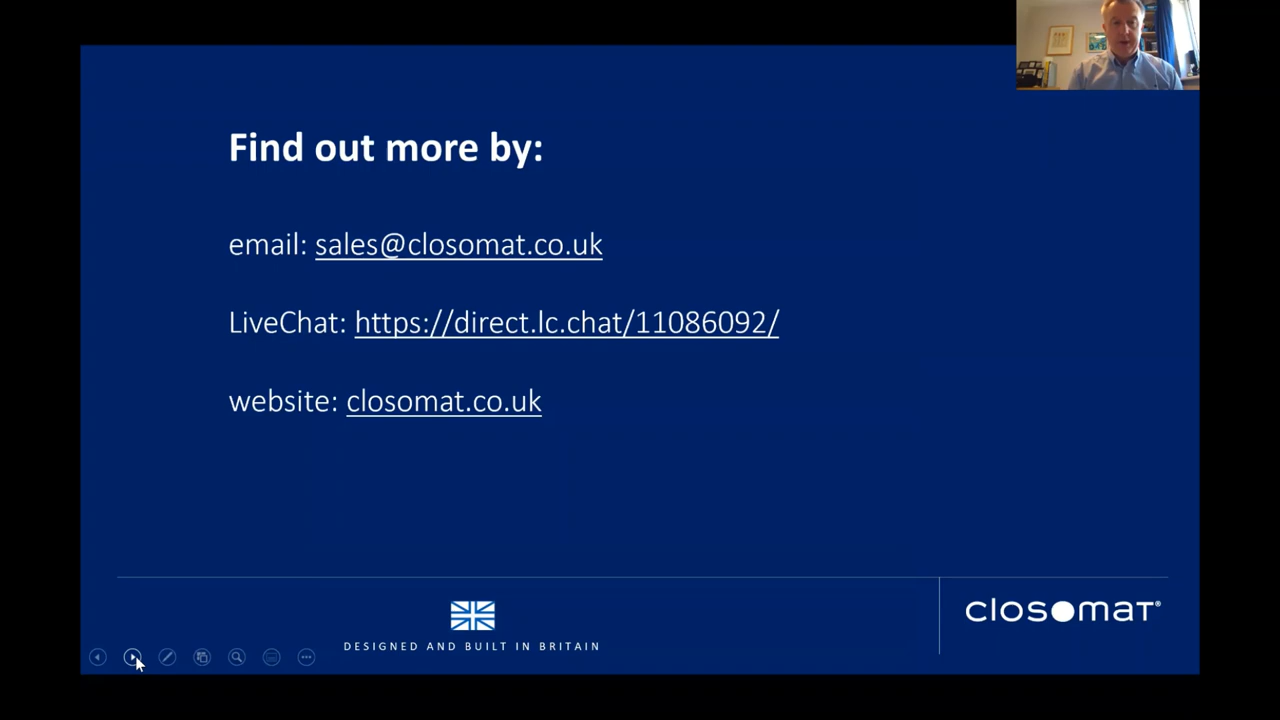 Find out more by:
email: sales@closomat.co.uk
LiveChat: https://direct.lc.chat/11086092/
website: closomat.co.uk
DESIGNED AND BUILT IN BRITAIN
closomat®